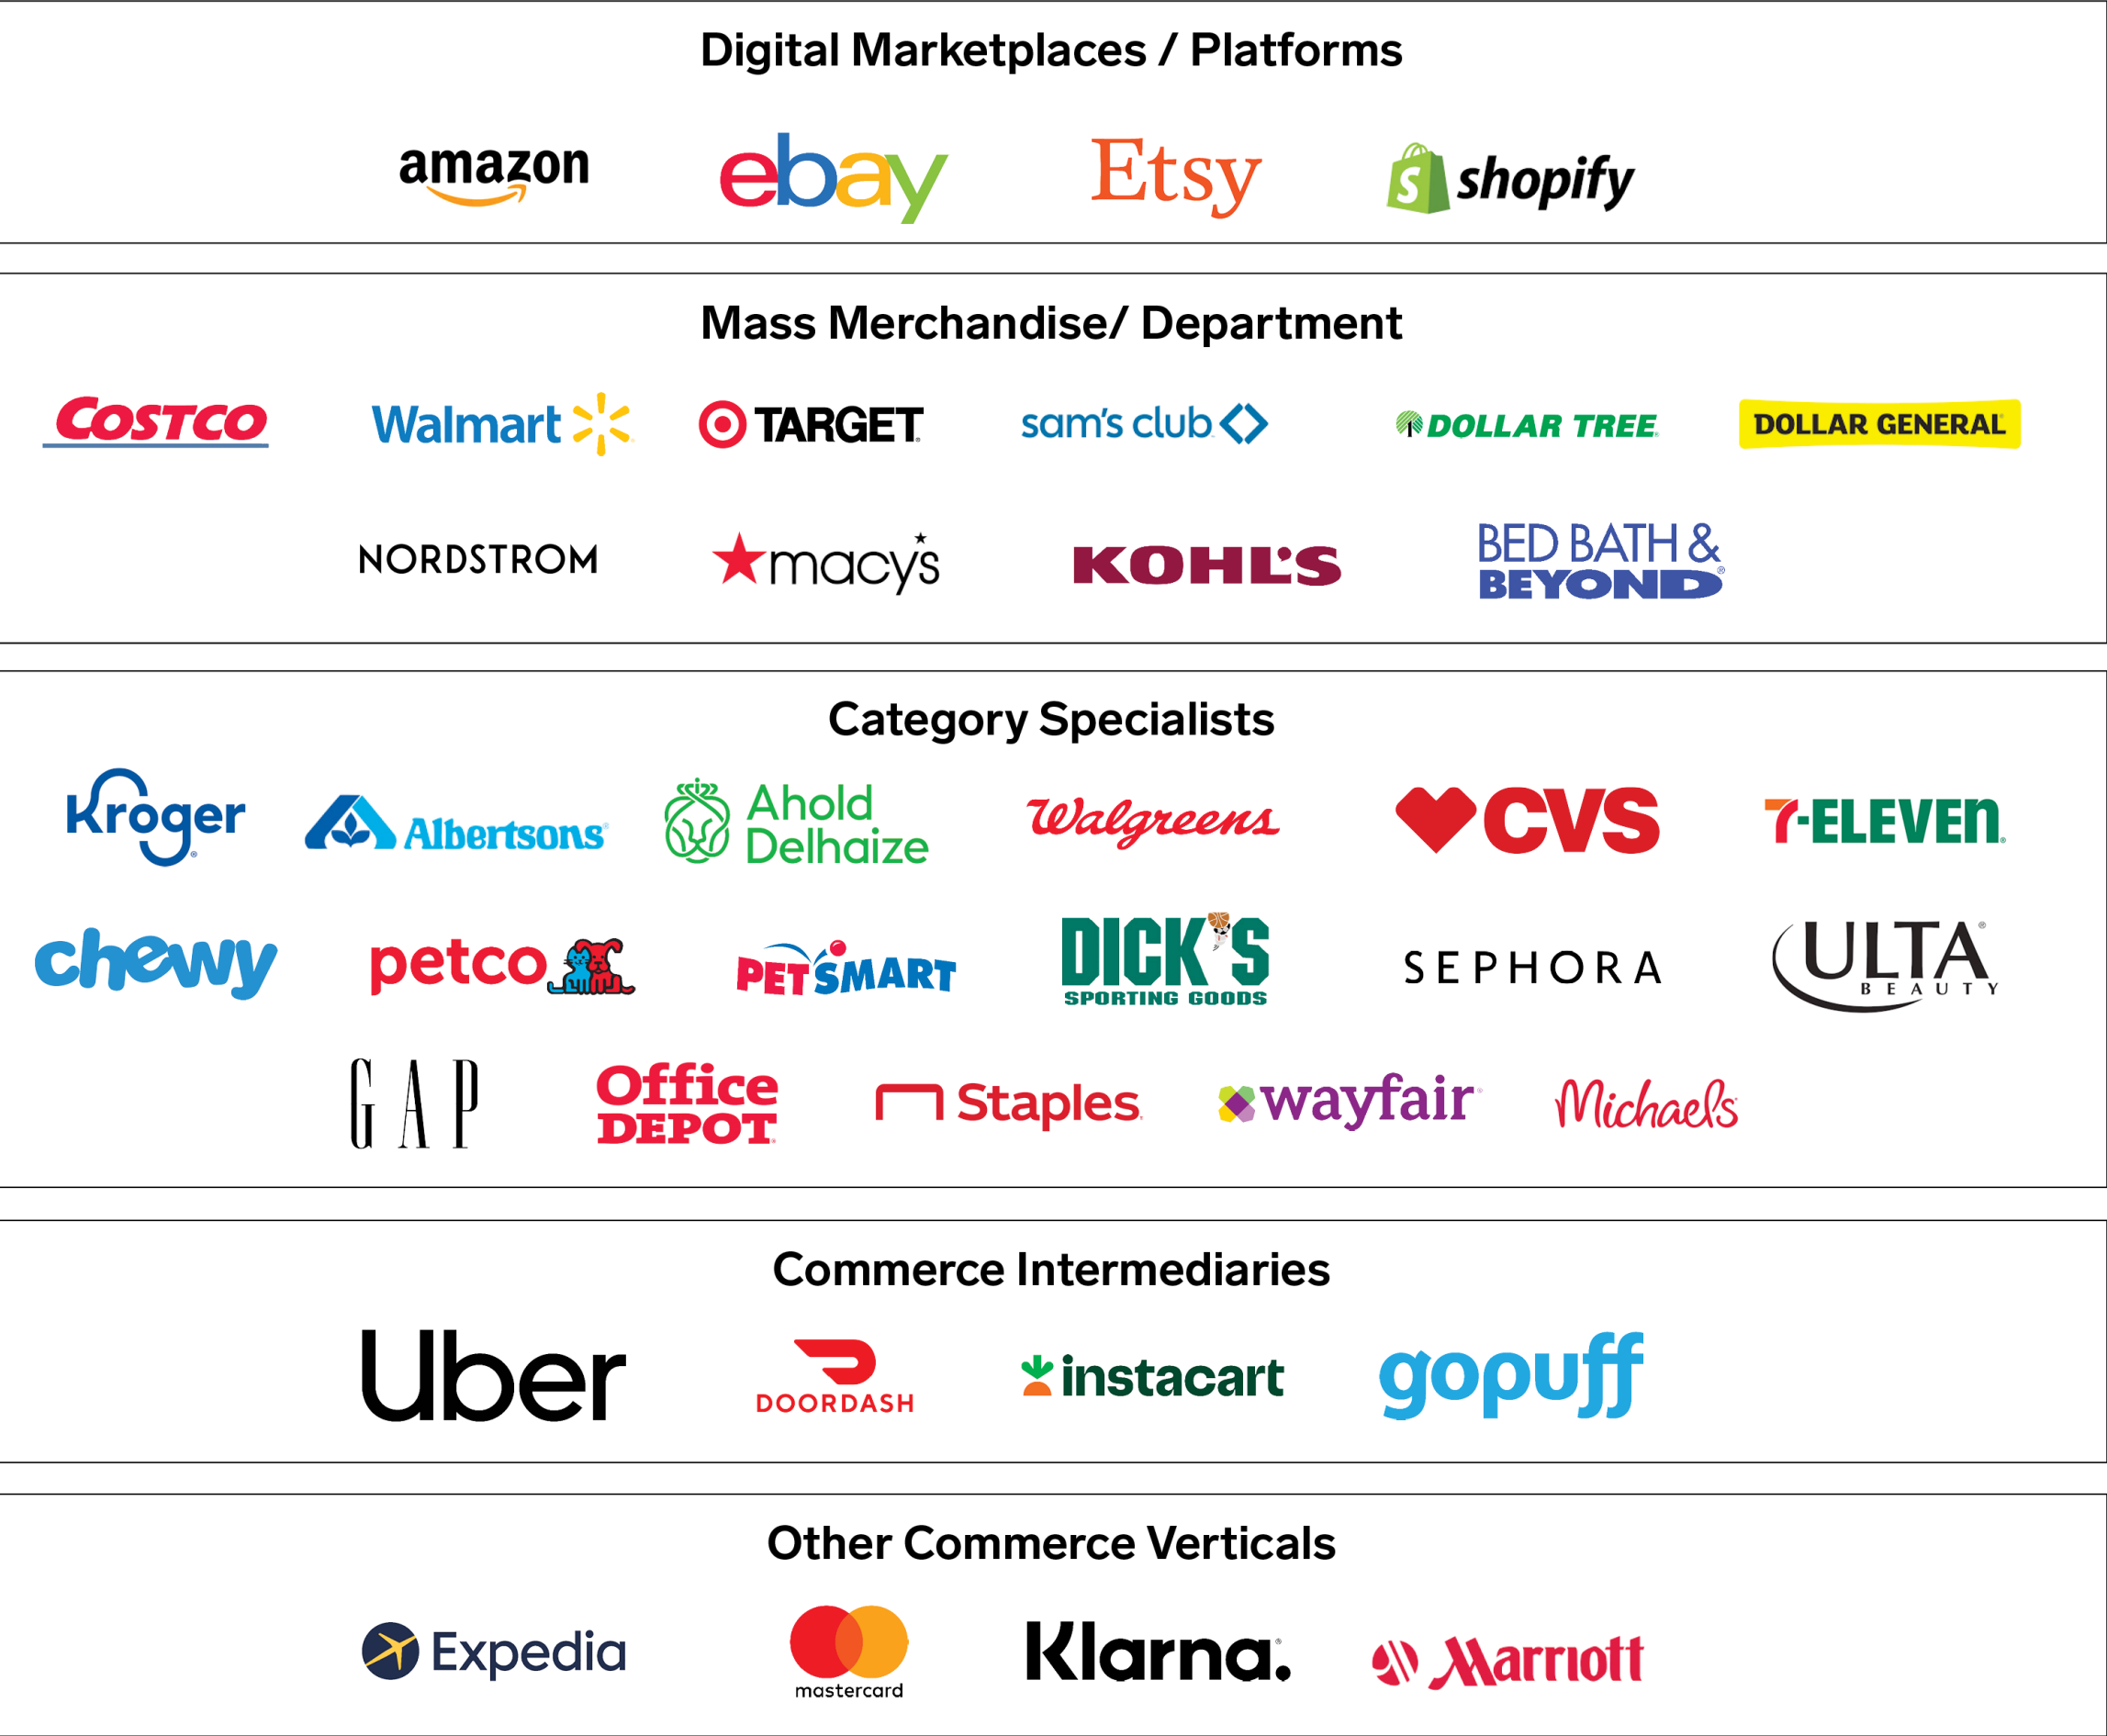 Digital Marketplaces / Platforms
amazon ebay Etsy S shopify
Mass Merchandise/ Department
COSTCO Walmart TARGET sam's club DOLLAR TREE DOLLAR GENERAL
NORDSTROM macy's KOHL'S BED BATH &
BEYOND
Category Specialists
Kroger Albertsons Ahold
Delhaize Walgreens CVS 7-ELEVEn
chewy petco PETSMART DICK'S
SPORTING GOODS SEPHORA ULTA
BEAUTY
GAP Office
DEPOT Staples wayfair Michaels
Commerce Intermediaries
Uber DOORDASH instacart gopuff
Other Commerce Verticals
Expedia mastercard Klarna. Marriott